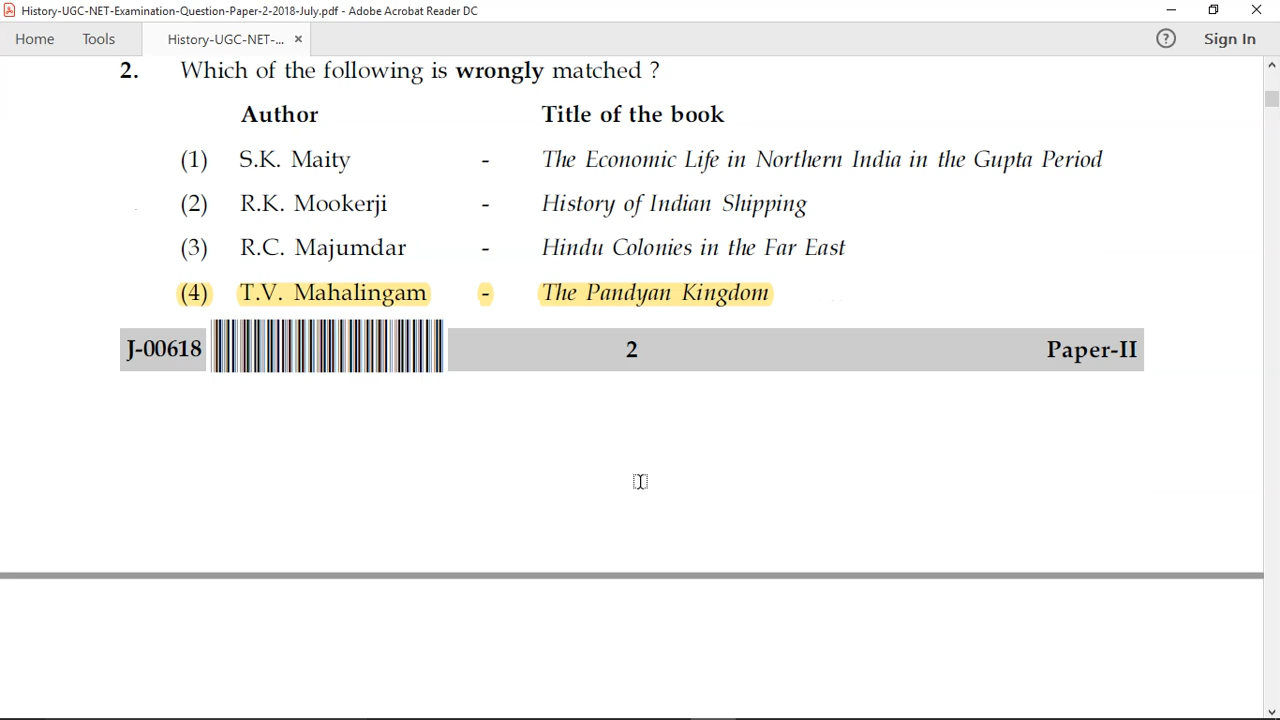 History-UGC-NET-Examination-Question-Paper-2-2018-July.pdf - Adobe Acrobat Reader DC
Home Tools History-UGC-NET-... × ? Sign In
2. Which of the following is wrongly matched ?
Author Title of the book
(1) S.K. Maity - The Economic Life in Northern India in the Gupta Period
(2) R.K. Mookerji - History of Indian Shipping
(3) R.C. Majumdar - Hindu Colonies in the Far East
(4) T.V. Mahalingam - The Pandyan Kingdom
J-00618 2 Paper-II